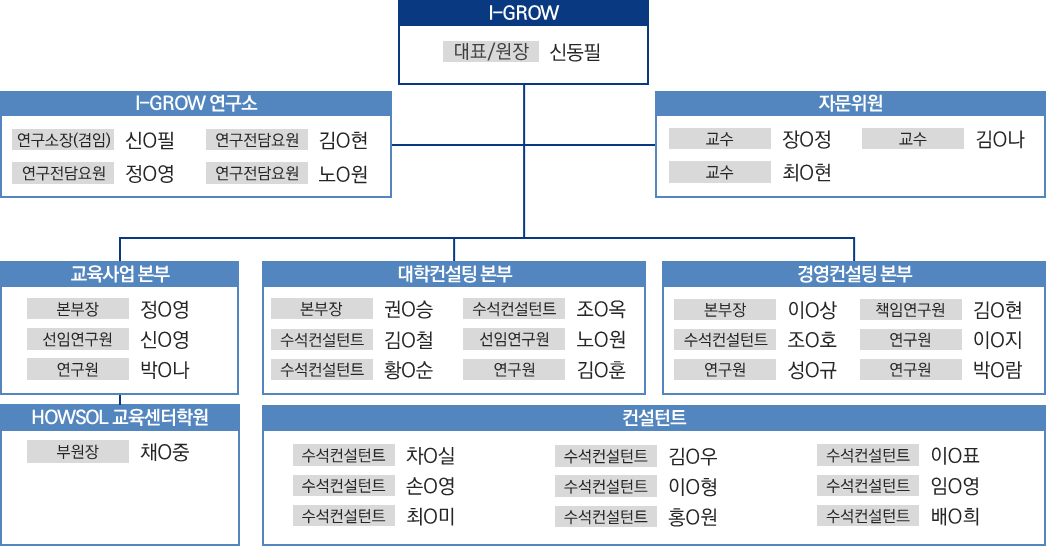 I-GROW
대표/원장 신동필
I-GROW 연구소
연구소장(겸임) 신O필 연구전담요원 김O현
연구전담요원 정O영 연구전담요원 노O원
자문위원
교수 장O정 교수 김O나
교수 최O현
교육사업 본부
본부장 정O영
선임연구원 신O영
연구원 박O나
대학컨설팅 본부
본부장 권O승 수석컨설턴트 조O옥
수석컨설턴트 김O철 선임연구원 노O원
수석컨설턴트 황O순 연구원 김O훈
경영컨설팅 본부
본부장 이O상 책임연구원 김O현
수석컨설턴트 조O호 연구원 이O지
연구원 성O규 연구원 박O람
HOWSOL 교육센터학원
부원장 채O중
컨설턴트
수석컨설턴트 차O실 수석컨설턴트 김O우 수석컨설턴트 이O표
수석컨설턴트 손O영 수석컨설턴트 이O형 수석컨설턴트 임O영
수석컨설턴트 최O미 수석컨설턴트 홍O원 수석컨설턴트 배O희